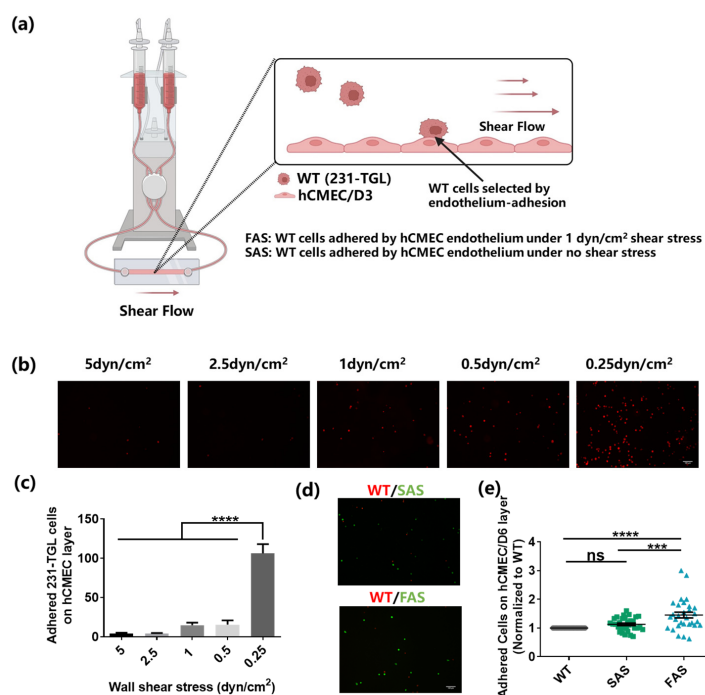 (a)
Shear Flow
WT (231-TGL)
hCMEC/D3
WT cells selected by
endothelium-adhesion
FAS: WT cells adhered by hCMEC endothelium under 1 dyn/cm² shear stress
SAS: WT cells adhered by hCMEC endothelium under no shear stress
Shear Flow
(b)
5dyn/cm² 2.5dyn/cm² 1dyn/cm² 0.5dyn/cm² 0.25dyn/cm²
(c)
Adhered 231-TGL cells
on hCMEC layer
150
100
50
0
****
5 2.5 1 0.5 0.25
Wall shear stress (dyn/cm²)
(d)
WT/SAS
WT/FAS
(e)
Adhered Cells on hCMEC/D6 layer
(Normalized to WT)
4
3
2
1
0
****
***
ns
WT SAS FAS